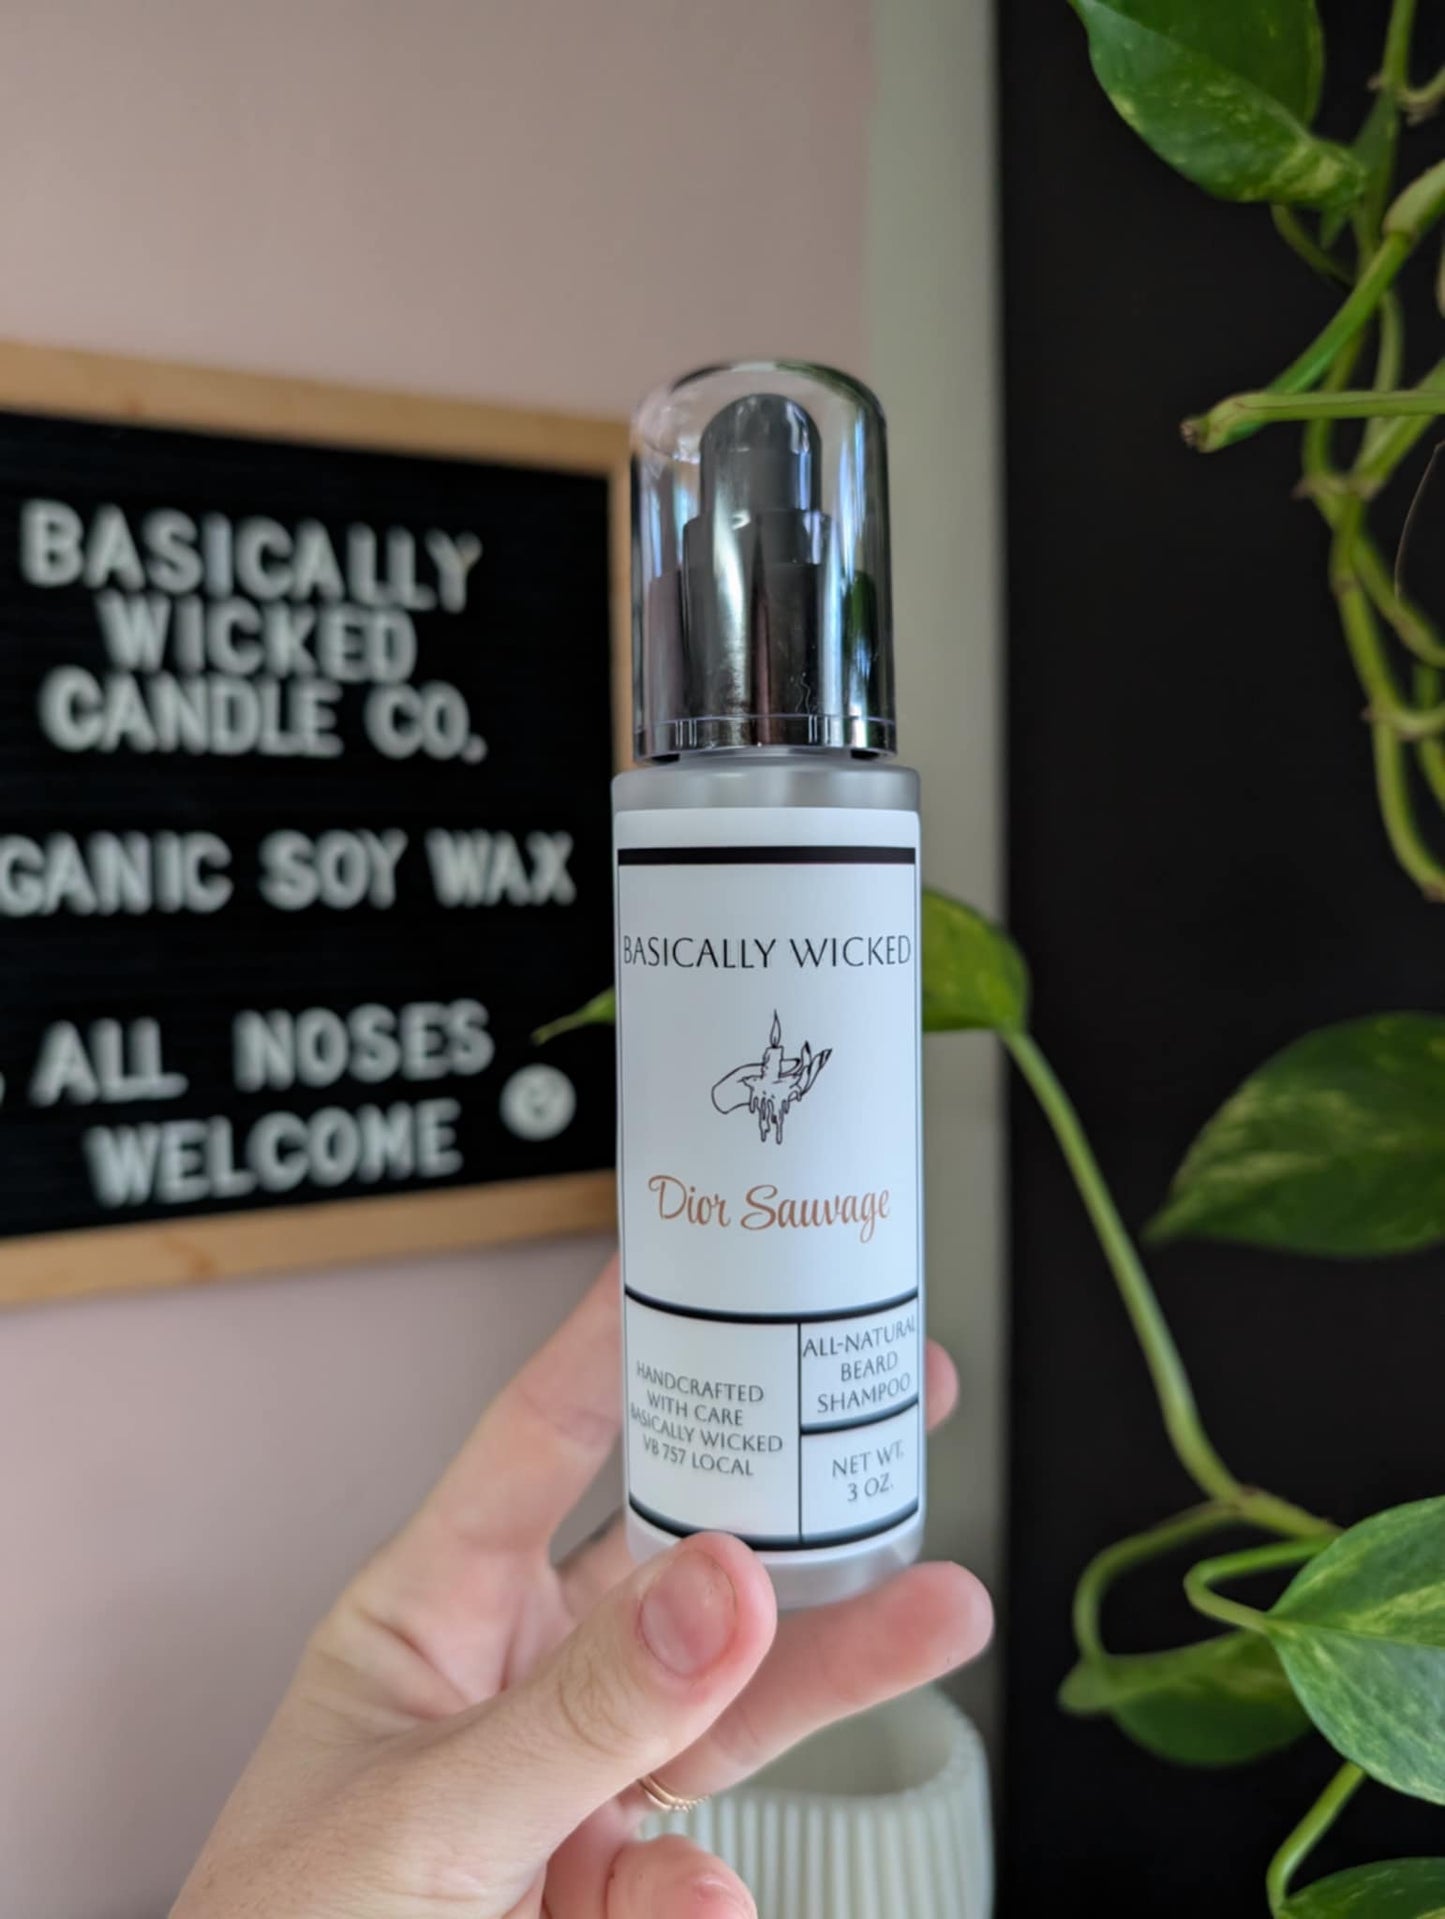 BASICALLY
WICKED
CANDLE CO.
GANIC SOY WAX
ALL NOSES
WELCOME
BASICALLY WICKED
Dior Sauvage
HANDCRAFTED
WITH CARE
BASICALLY WICKED
VB 757 LOCAL
ALL-NATURAL
BEARD
SHAMPOO
NET WT.
3 OZ.